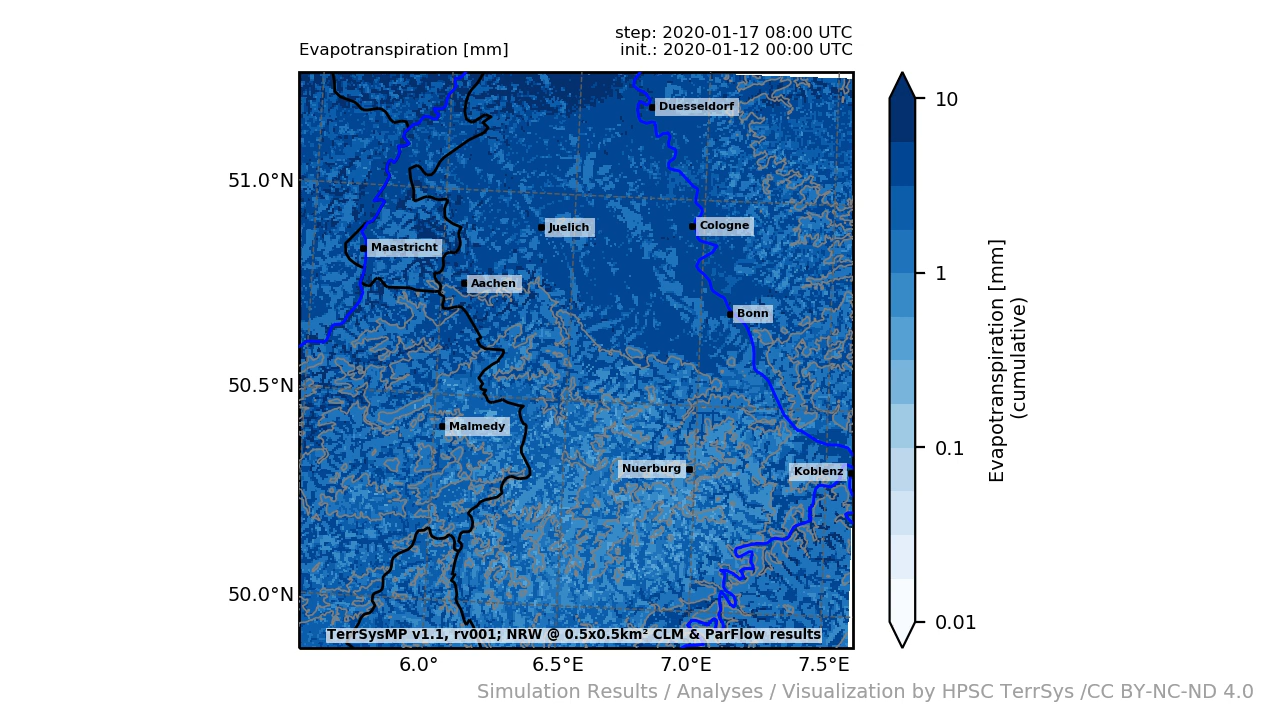 step: 2020-01-17 08:00 UTC
Evapotranspiration [mm]
init.: 2020-01-12 00:00 UTC
Duesseldorf
51.0°N
Juelich
Cologne
Maastricht
Aachen
Bonn
50.5°N
Malmedy
Nuerburg
Koblenz
50.0°N
TerrSysMP v1.1, rv001; NRW @ 0.5x0.5km² CLM & ParFlow results
6.0°
6.5°E
7.0°E
7.5°E
10
1
0.1
0.01
Evapotranspiration [mm]
(cumulative)
Simulation Results / Analyses / Visualization by HPSC TerrSys /CC BY-NC-ND 4.0